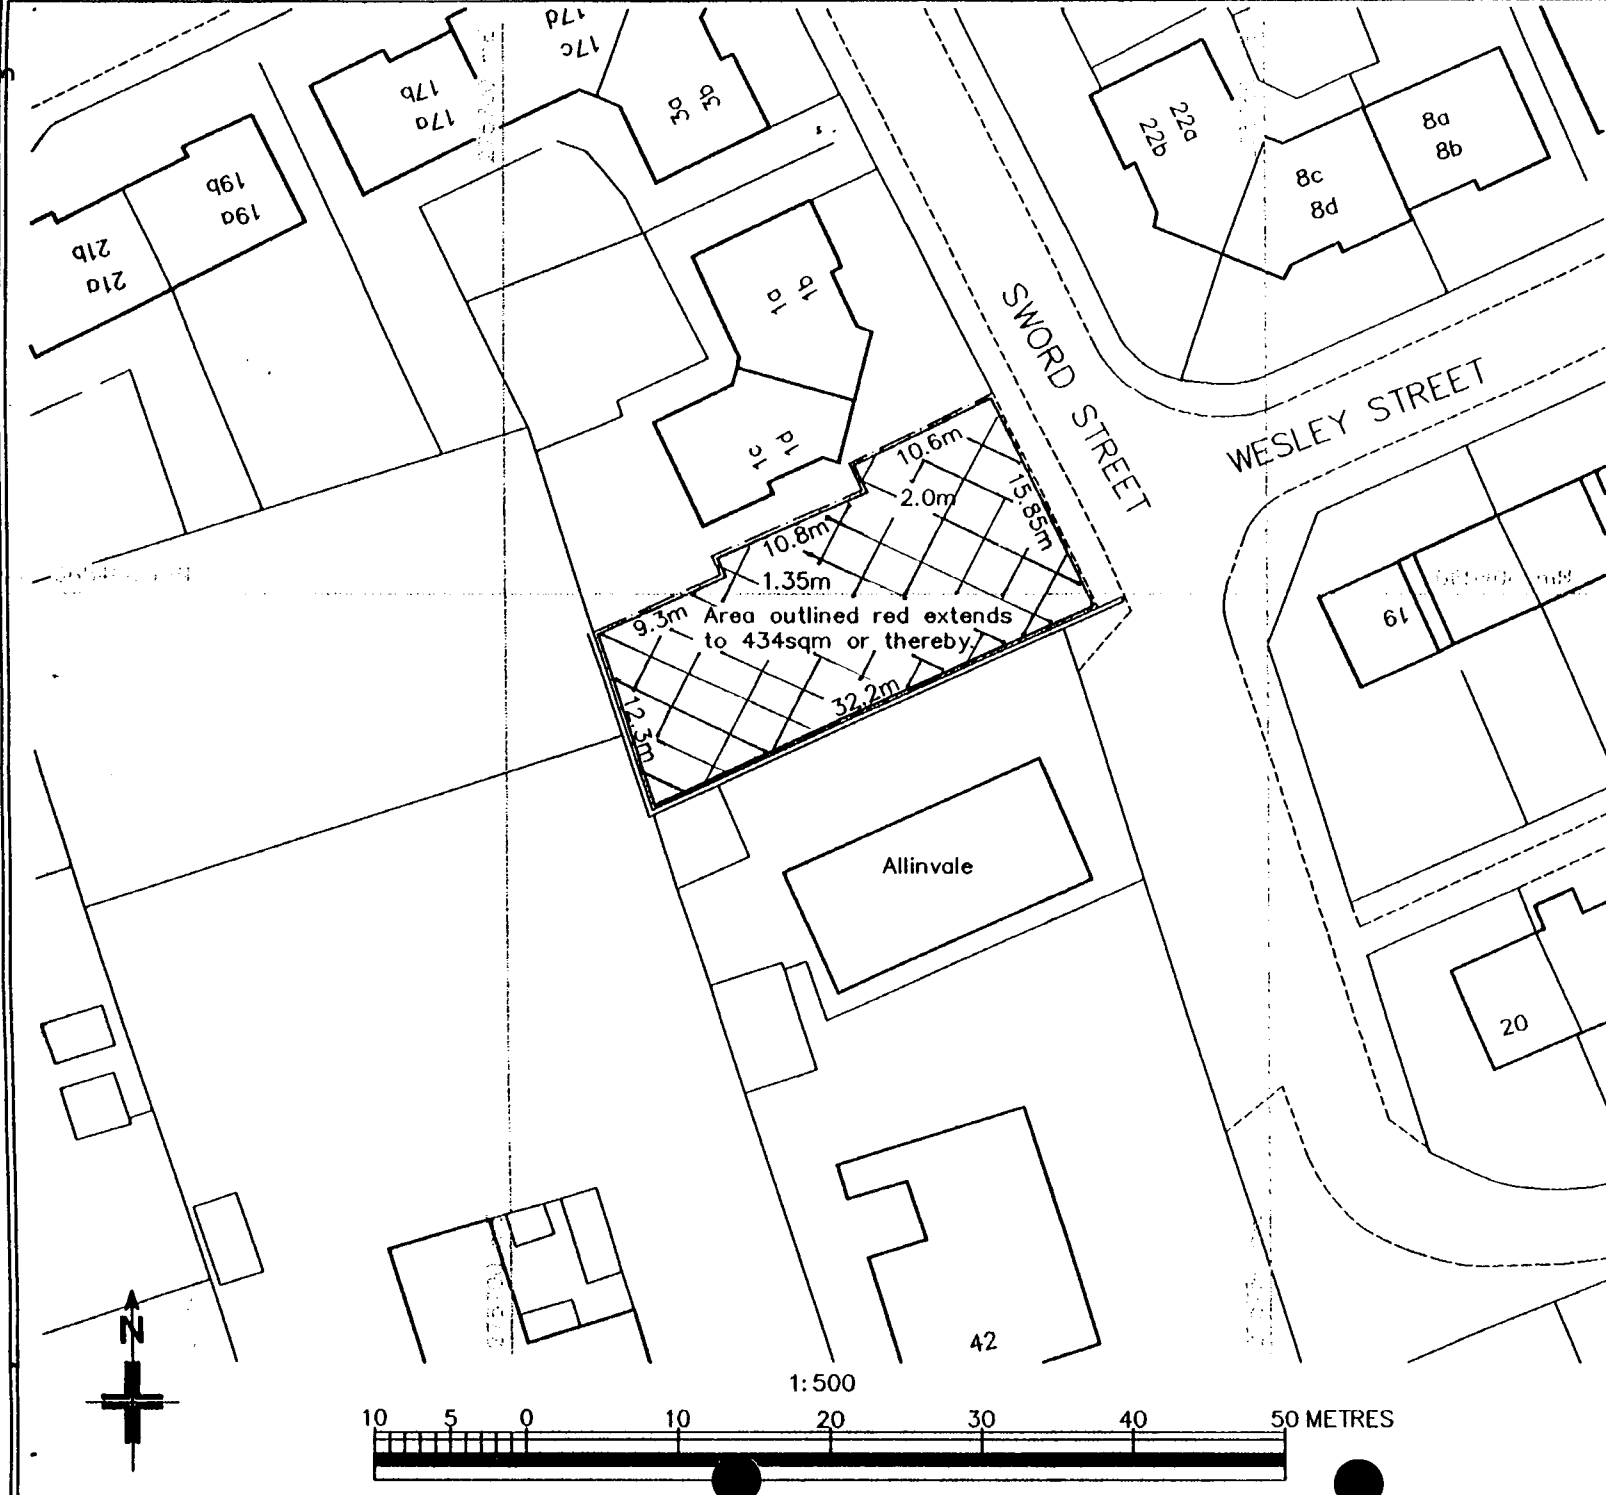 17d
17c
17b
17a
3a
3b
22a
22b
8a
8b
8c
8d
19b
19a
21b
21a
1a
1b
SWORD STREET
WESLEY STREET
1c
1d
10.6m
2.0m
15.85m
10.8m
1.35m
9.3m
Area outlined red extends
to 434sqm or thereby.
19
12.3m
32.2m
Allinvale
20
N
42
1:500
10 5 0 10 20 30 40 50 METRES